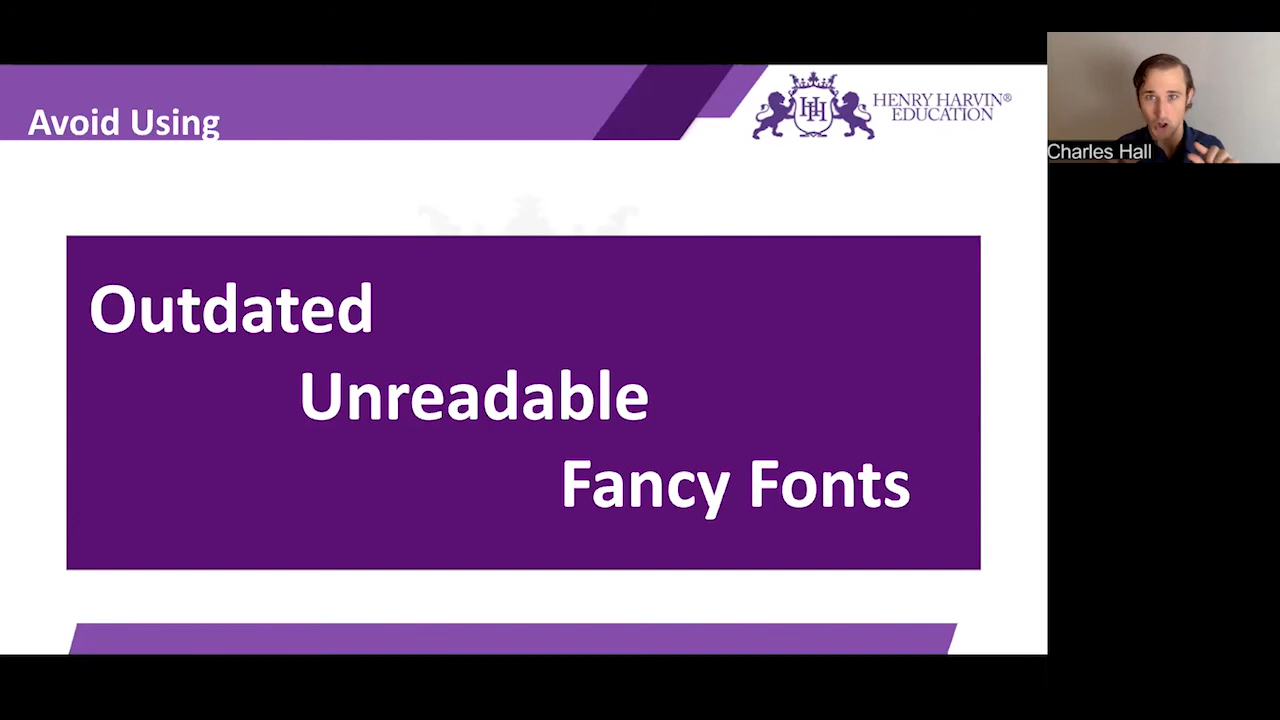 Avoid Using
HENRY HARVIN®
EDUCATION
Charles Hall
Outdated
Unreadable
Fancy Fonts